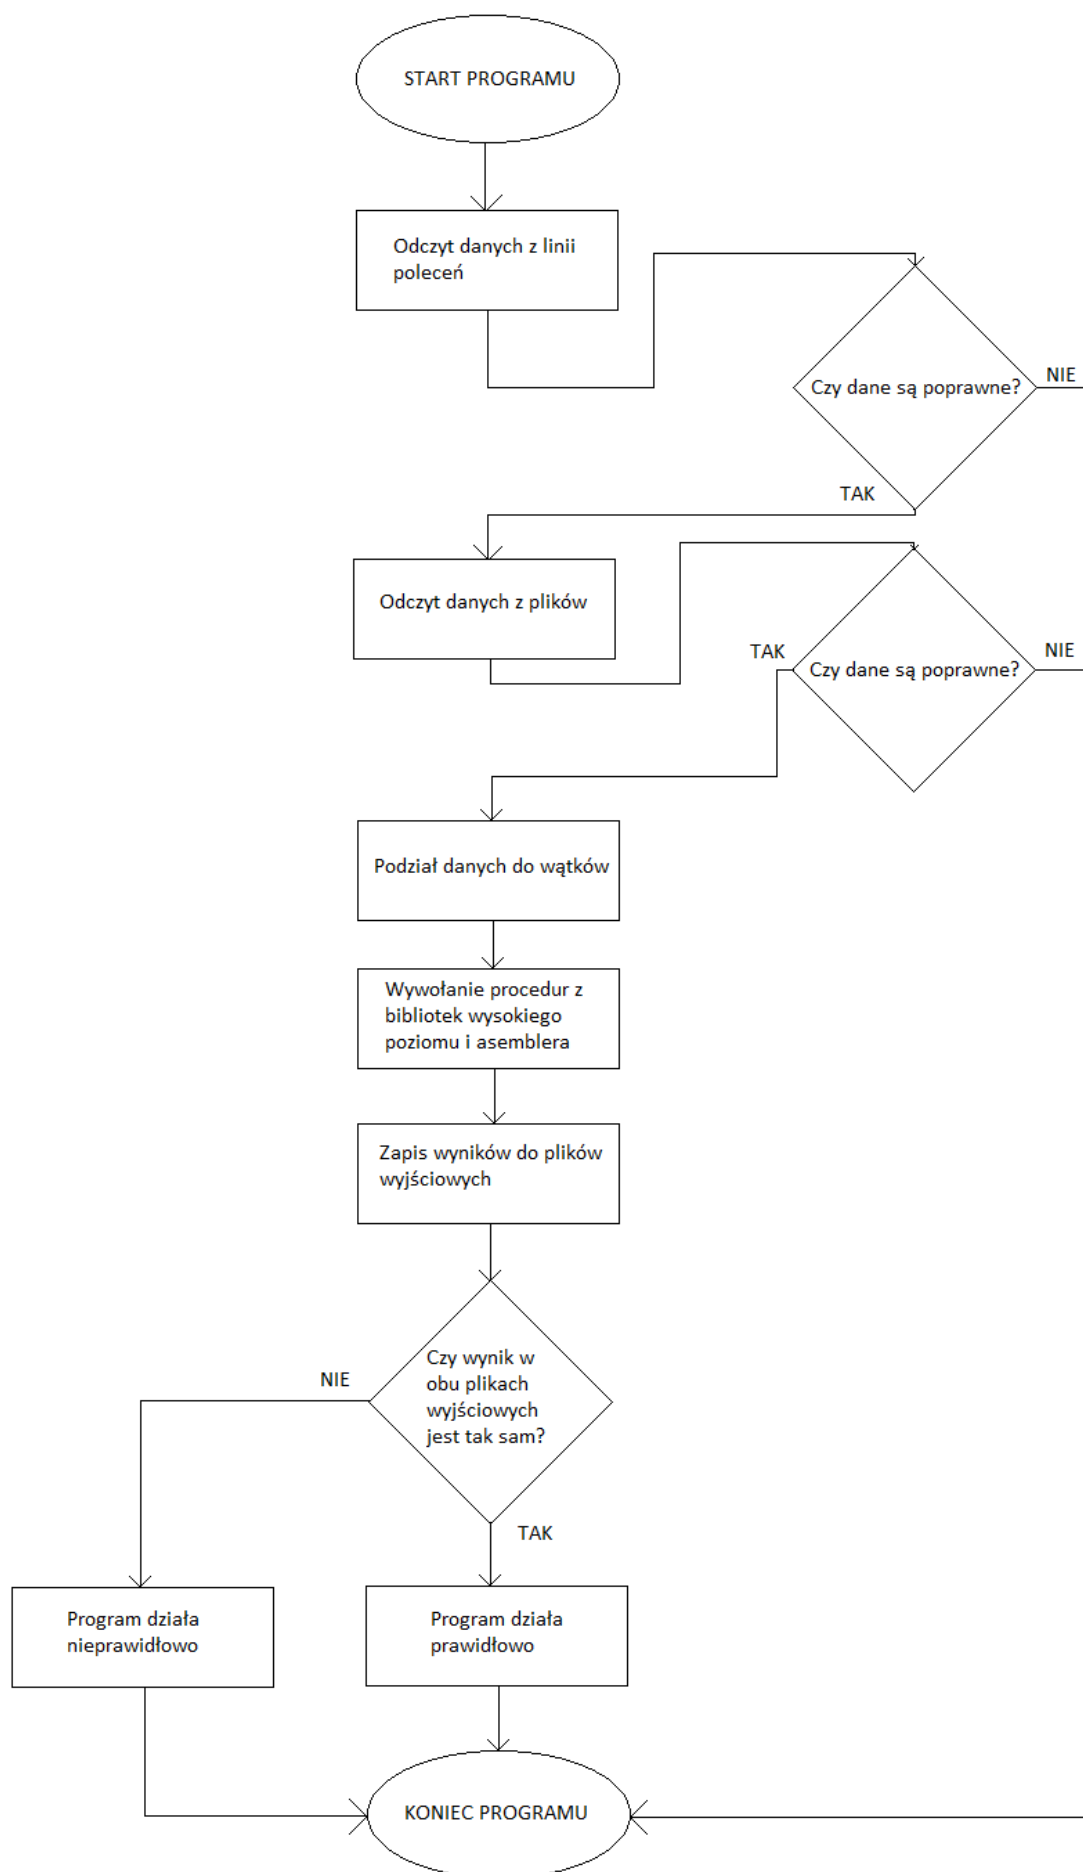 START PROGRAMU
Odczyt danych z linii
poleceń
Czy dane są poprawne?
NIE
TAK
Odczyt danych z plików
TAK
Czy dane są poprawne?
NIE
Podział danych do wątków
Wywołanie procedur z
bibliotek wysokiego
poziomu i asemblera
Zapis wyników do plików
wyjściowych
Czy wynik w
obu plikach
wyjściowych
jest tak sam?
NIE
TAK
Program działa
nieprawidłowo
Program działa
prawidłowo
KONIEC PROGRAMU